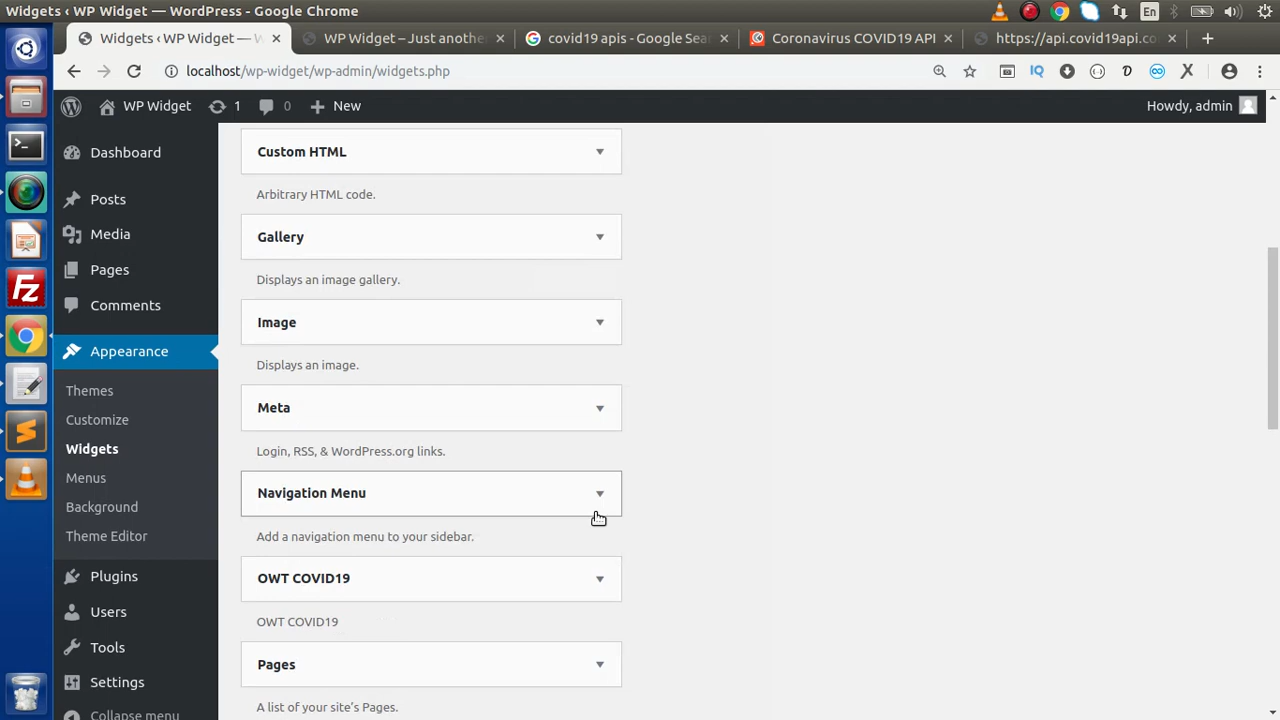 Widgets ‹ WP Widget — WordPress - Google Chrome
En
Widgets ‹ WP Widget — W
WP Widget – Just anothe
covid19 apis - Google Sea
Coronavirus COVID19 API
https://api.covid19api.co
localhost/wp-widget/wp-admin/widgets.php
WP Widget
1
0
New
Howdy, admin
Dashboard
Posts
Media
Pages
Comments
Appearance
Themes
Customize
Widgets
Menus
Background
Theme Editor
Plugins
Users
Tools
Settings
Collapse menu
Custom HTML
Arbitrary HTML code.
Gallery
Displays an image gallery.
Image
Displays an image.
Meta
Login, RSS, & WordPress.org links.
Navigation Menu
Add a navigation menu to your sidebar.
OWT COVID19
OWT COVID19
Pages
A list of your site’s Pages.